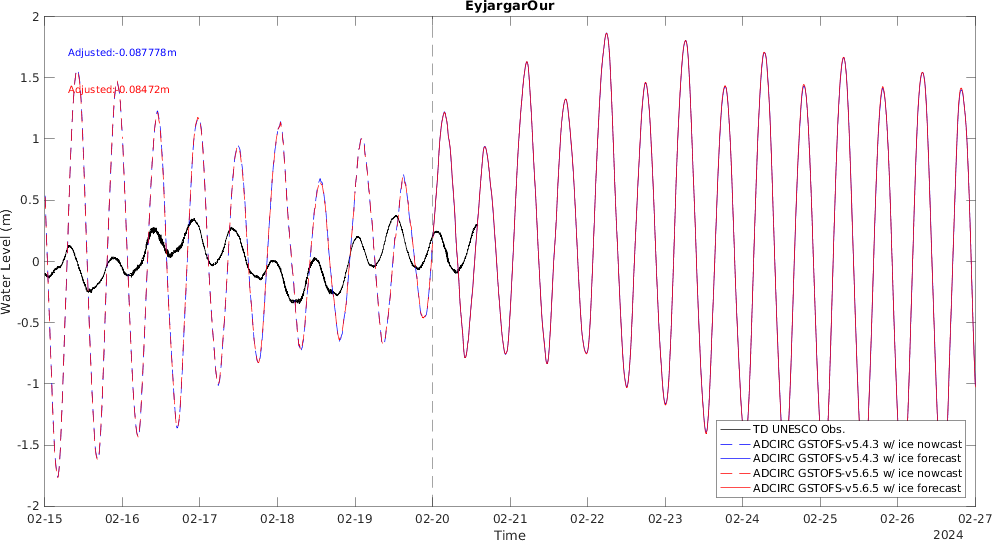 EyjargarOur
Adjusted:-0.087778m
Adjusted:-0.08472m
Water Level (m)
2
1.5
1
0.5
0
-0.5
-1
-1.5
-2
TD UNESCO Obs.
ADCIRC GSTOFS-v5.4.3 w/ ice nowcast
ADCIRC GSTOFS-v5.4.3 w/ ice forecast
ADCIRC GSTOFS-v5.6.5 w/ ice nowcast
ADCIRC GSTOFS-v5.6.5 w/ ice forecast
02-15 02-16 02-17 02-18 02-19 02-20 02-21 02-22 02-23 02-24 02-25 02-26 02-27
Time
2024